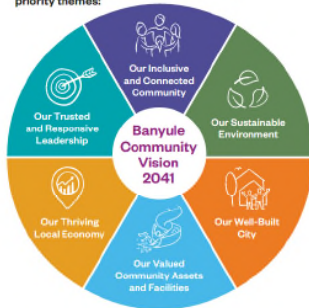 priority themes:
Our Inclusive
and Connected
Community
Our Sustainable
Environment
Our Well-Built
City
Our Valued
Community Assets
and Facilities
Our Thriving
Local Economy
Our Trusted
and Responsive
Leadership
Banyule
Community
Vision
2041